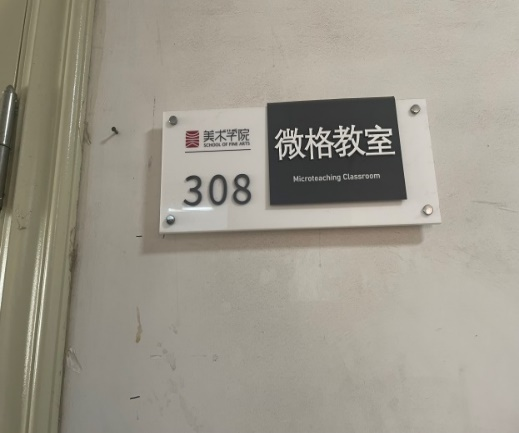 美术学院
SCHOOL OF FINE ARTS
308
微格教室
Microteaching Classroom